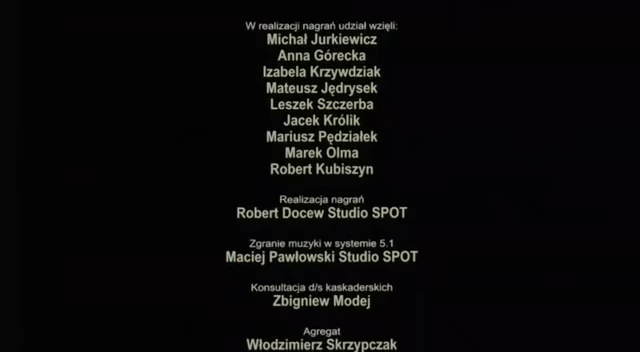 W realizacji nagrań udział wzięli:
Michał Jurkiewicz
Anna Górecka
Izabela Krzywdziak
Mateusz Jędrysek
Leszek Szczerba
Jacek Królik
Mariusz Pędziałek
Marek Olma
Robert Kubiszyn
Realizacja nagrań
Robert Docew Studio SPOT
Zgranie muzyki w systemie 5.1
Maciej Pawłowski Studio SPOT
Konsultacja d/s kaskaderskich
Zbigniew Modej
Agregat
Włodzimierz Skrzypczak